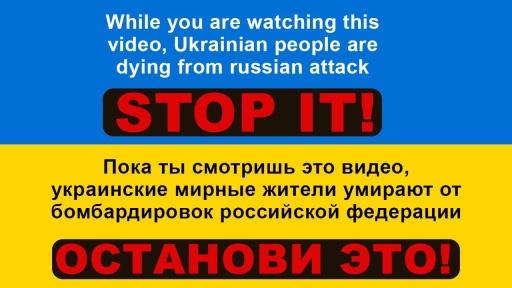 While you are watching this
video, Ukrainian people are
dying from russian attack
STOP IT!
Пока ты смотришь это видео,
украинские мирные жители умирают от
бомбардировок российской федерации
ОСТАНОВИ ЭТО!